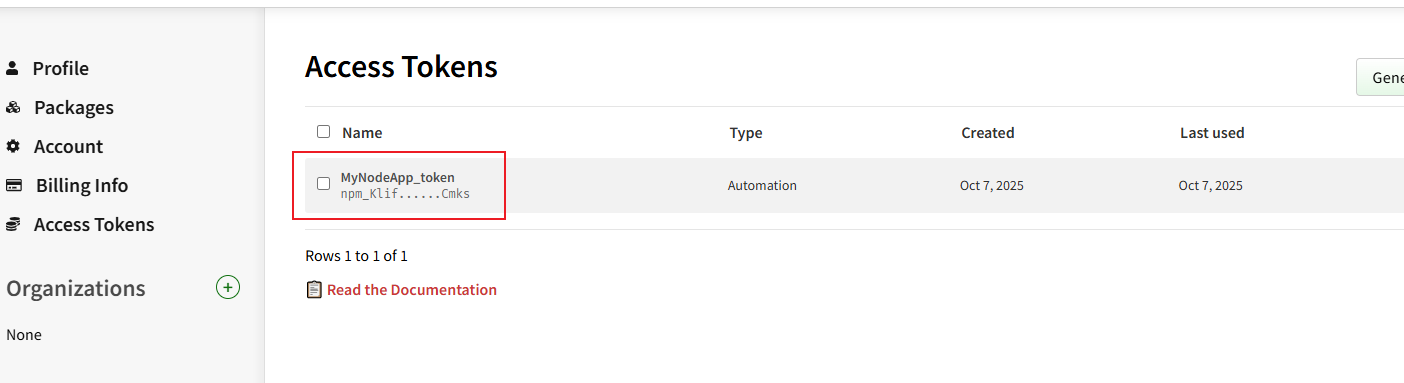 Profile
Packages
Account
Billing Info
Access Tokens
Organizations
None
Access Tokens
Gene
Name Type Created Last used
MyNodeApp_token Automation Oct 7, 2025 Oct 7, 2025
npm_Klif......Cmks
Rows 1 to 1 of 1
Read the Documentation